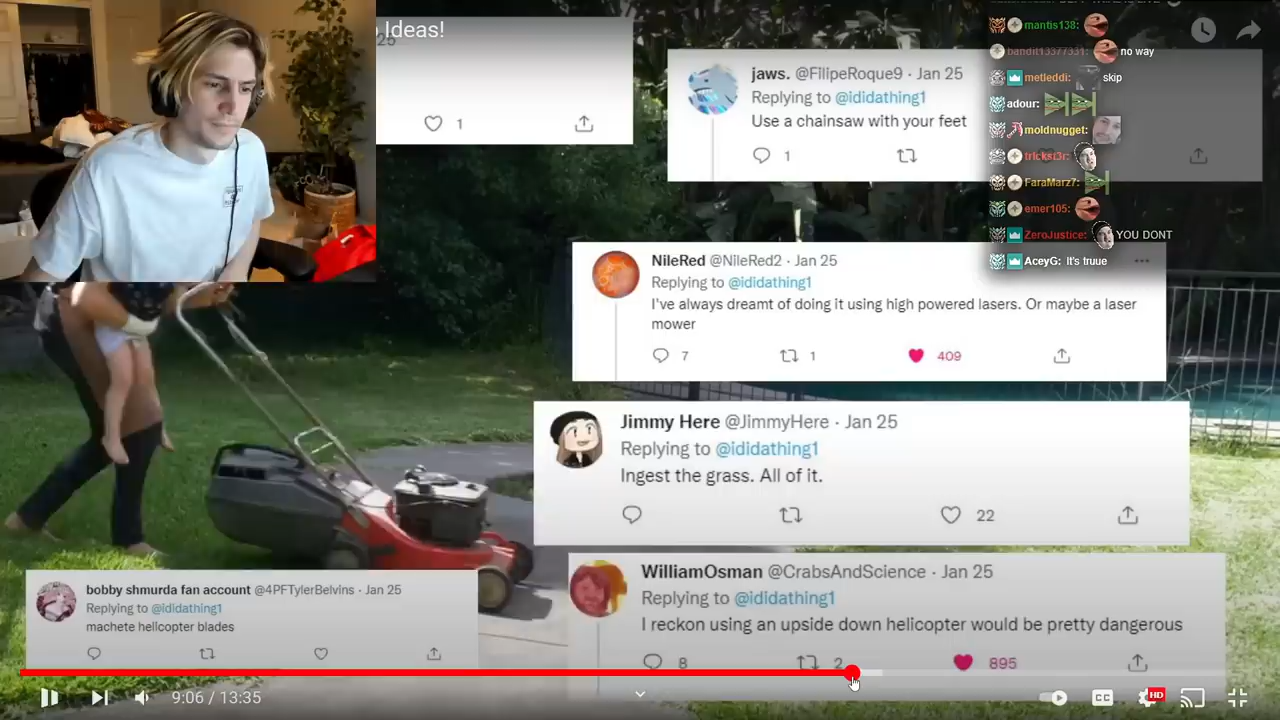 Ideas!
25
1
jaws. @FilipeRoque9 · Jan 25
Replying to @ididathing1
Use a chainsaw with your feet
1
mantis138:
bandit13377331: no way
metleddi: skip
adour:
moldnugget:
tricksi3r:
FaraMarz7:
emer105:
ZeroJustice: YOU DONT
AceyG: It's truue
NileRed @NileRed2 · Jan 25
Replying to @ididathing1
I've always dreamt of doing it using high powered lasers. Or maybe a laser
mower
7 1 409
Jimmy Here @JimmyHere · Jan 25
Replying to @ididathing1
Ingest the grass. All of it.
22
bobby shmurda fan account @4PFTylerBelvins · Jan 25
Replying to @ididathing1
machete helicopter blades
WilliamOsman @CrabsAndScience · Jan 25
Replying to @ididathing1
I reckon using an upside down helicopter would be pretty dangerous
8 2 895
9:06 / 13:35
CC
HD